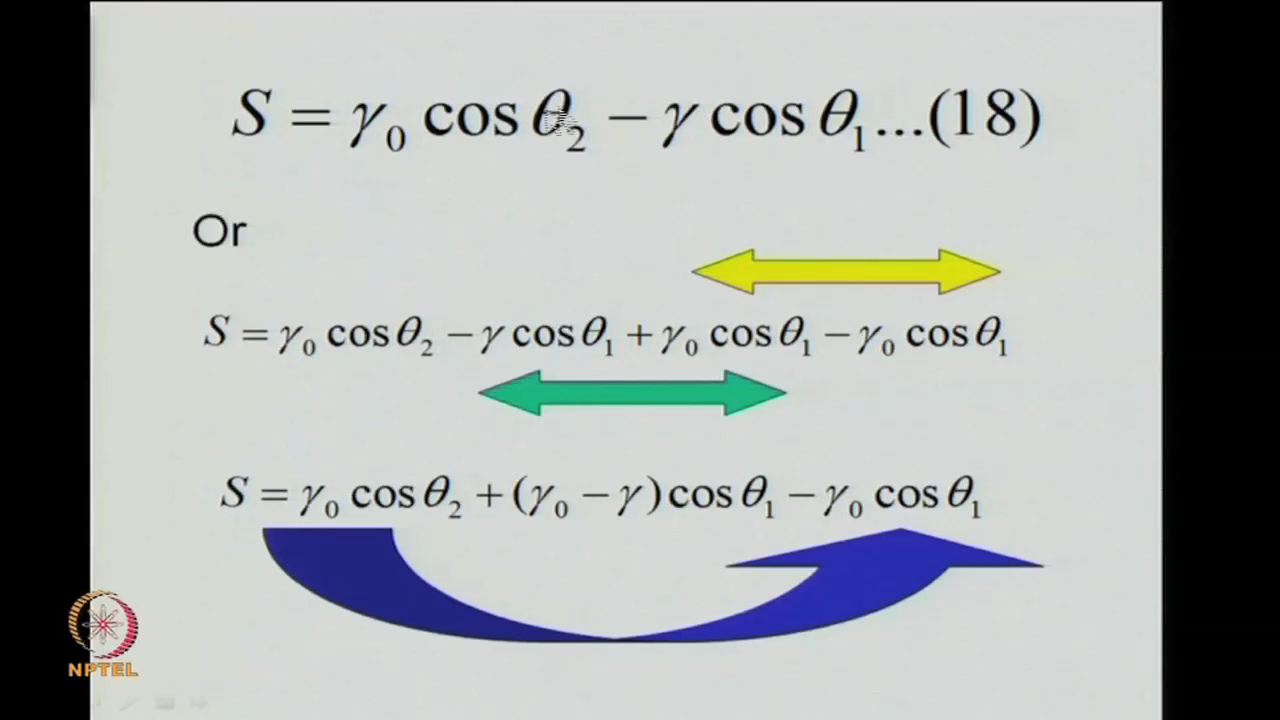 S = γ₀ cos θ₂ − γ cos θ₁...(18)
Or
S = γ₀ cos θ₂ − γ cos θ₁ + γ₀ cos θ₁ − γ₀ cos θ₁
S = γ₀ cos θ₂ + (γ₀ − γ) cos θ₁ − γ₀ cos θ₁
NPTEL